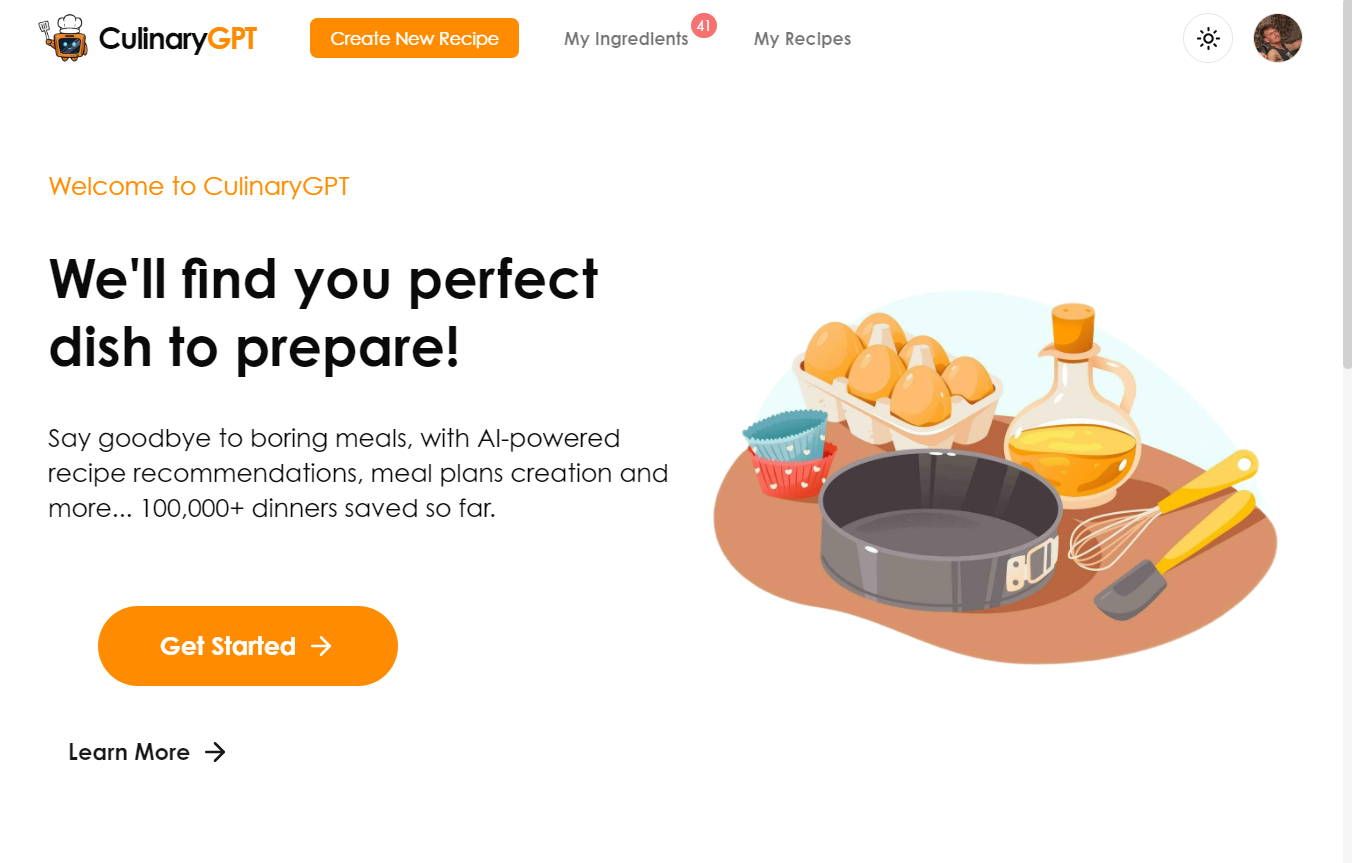 CulinaryGPT
Create New Recipe
My Ingredients
41
My Recipes
Welcome to CulinaryGPT
We'll find you perfect
dish to prepare!
Say goodbye to boring meals, with AI-powered
recipe recommendations, meal plans creation and
more... 100,000+ dinners saved so far.
Get Started
Learn More